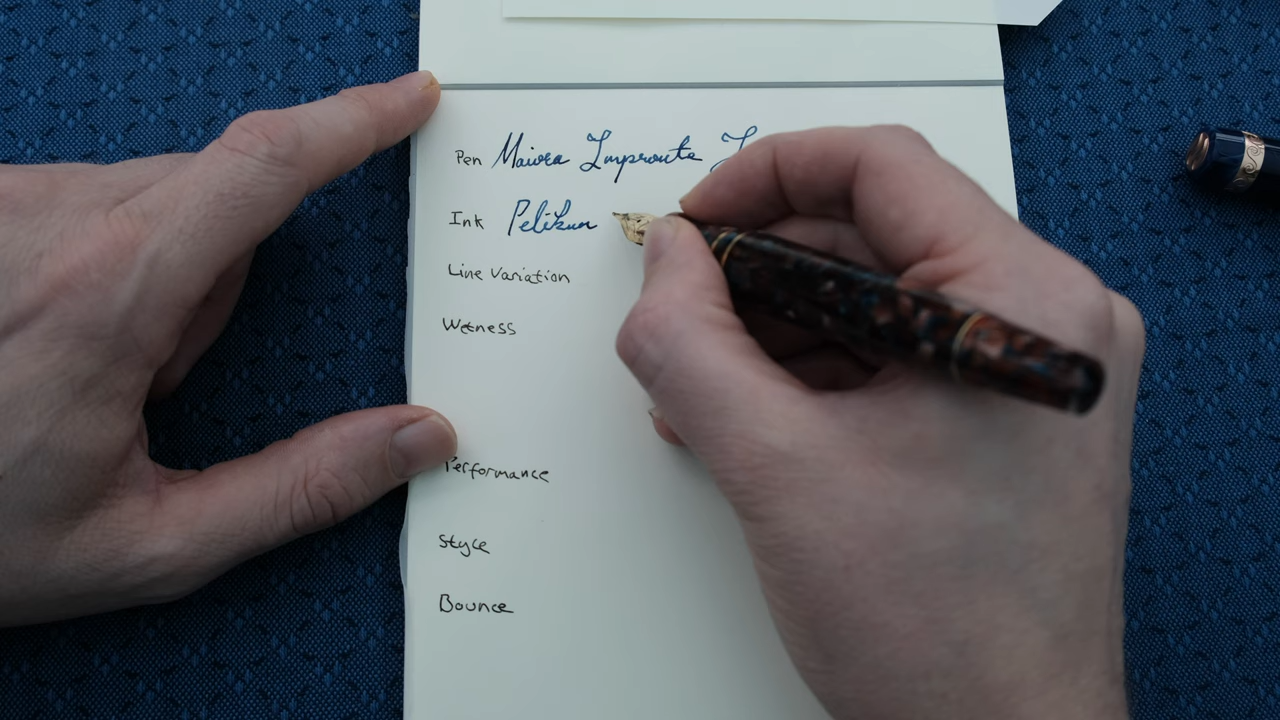 Pen Maiora Impronte
Ink Pelikan
Line Variation
Wetness
Performance
Style
Bounce